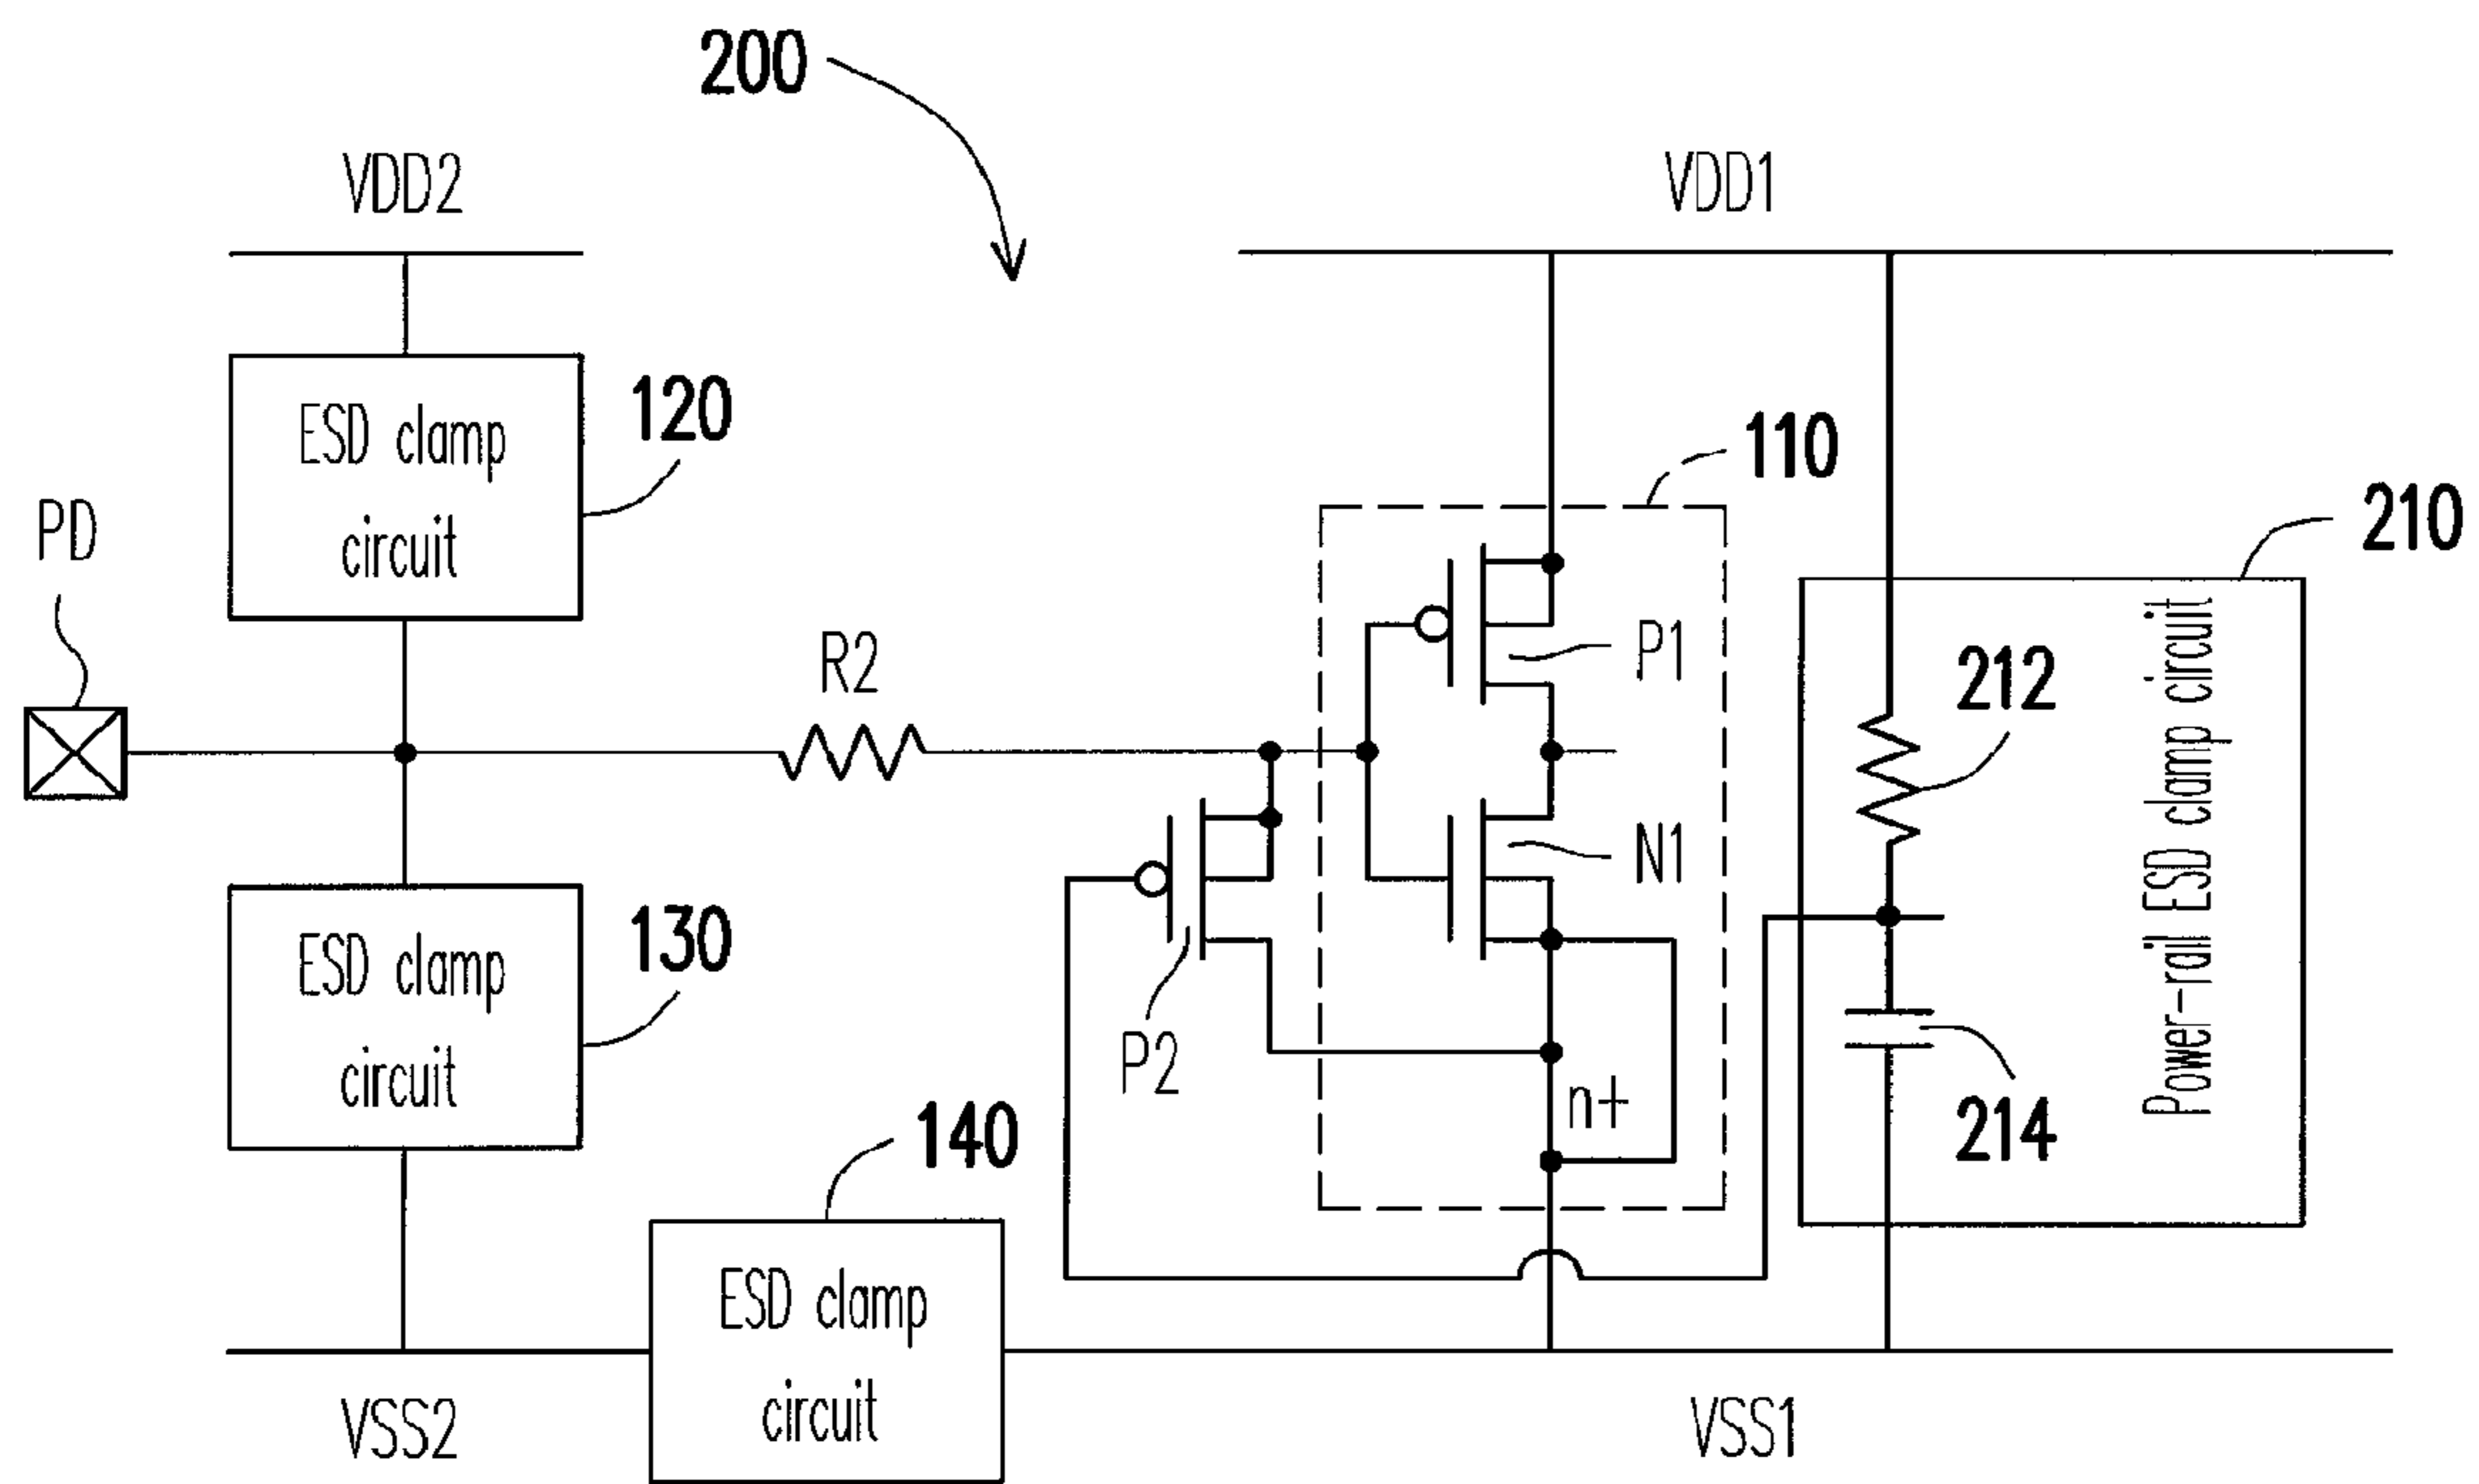 200
VDD2
VDD1
ESD clamp
circuit
120
110
210
PD
R2
P1
212
Power-rail ESD clamp circuit
N1
ESD clamp
circuit
130
P2
n+
214
140
ESD clamp
circuit
VSS2
VSS1